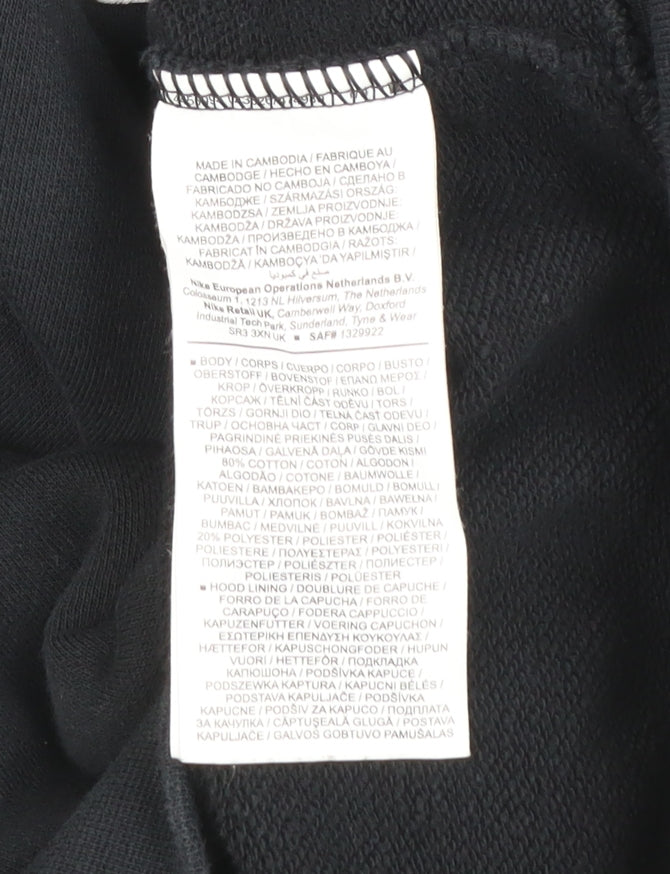 MADE IN CAMBODIA / FABRIQUE AU
CAMBODGE / HECHO EN CAMBOYA /
FABRICADO NO CAMBOJA / СДЕЛАНО В
КАМБОДЖЕ / SZÁRMAZÁSI ORSZÁG:
KAMBODZSA / ZEMLJA PROIZVODNJE:
KAMBODŽA / DRŽAVA PROIZVODNJE:
KAMBODŽA / ПРОИЗВЕДЕНО В КАМБОДЖА /
FABRICAT ÎN CAMBODGIA / RAŽOTS:
KAMBODŽĀ / KAMBOÇYA 'DA YAPILMIŞTIR /
صنع في كمبوديا
Nike European Operations Netherlands B.V.
Colosseum 1, 1213 NL Hilversum, The Netherlands
Nike Retail UK, Camberwell Way, Doxford
Industrial Tech Park, Sunderland, Tyne & Wear
SR3 3XN UK. ■ SAF# 1329922
■ BODY / CORPS / CUERPO / CORPO / BUSTO /
OBERSTOFF / BOVENSTOF / ΕΠΑΝΩ ΜΕΡΟΣ /
KROP / ÖVERKROPP / RUNKO / BOL /
КОРСАЖ / TĚLNÍ ČÁST ODĚVU / TORS /
TÖRZS / GORNJI DIO / TELNÁ ČASŤ ODEVU /
TRUP / ОСНОВНА ЧАСТ / CORP / GLAVNI DEO /
PAGRINDINĖ PRIEKINĖS PUSĖS DALIS /
PIHAOSA / GALVENĀ DAĻA / GÖVDE KISMI
80% COTTON / COTON / ALGODON /
ALGODÃO / COTONE / BAUMWOLLE /
KATOEN / ΒΑΜΒΑΚΕΡΟ / BOMULD / BOMULL /
PUUVILLA / ХЛОПОК / BAVLNA / BAWEŁNA /
PAMUT / PAMUK / BOMBAŽ / ПАМУК /
BUMBAC / MEDVILNĖ / PUUVILL / KOKVILNA
20% POLYESTER / POLIESTER / POLIÉSTER /
POLIESTERE / ΠΟΛΥΕΣΤΕΡΑΣ / POLYESTERI /
ПОЛИЭСТЕР / POLIÉSZTER / ПОЛИЕСТЕР /
POLIESTERIS / POLÜESTER
■ HOOD LINING / DOUBLURE DE CAPUCHE /
FORRO DE LA CAPUCHA / FORRO DE
CARAPUÇO / FODERA CAPPUCCIO /
KAPUZENFUTTER / VOERING CAPUCHON /
ΕΣΩΤΕΡΙΚΗ ΕΠΕΝΔΥΣΗ ΚΟΥΚΟΥΛΑΣ /
HÆTTEFOR / KAPUSCHONGFODER / HUPUN
VUORI / HETTEFÔR / ПОДКЛАДКА
КАПЮШОНА / PODŠÍVKA KAPUCE /
PODSZEWKA KAPTURA / KAPUCNI BÉLÉS /
PODSTAVA KAPULJAČE / PODŠÍVKA
KAPUCNE / PODŠIV ZA KAPUCO / ПОДПЛАТА
ЗА КАЧУЛКА / CĂPTUŞEALĂ GLUGĂ / POSTAVA
KAPULJAČE / GALVOS GOBTUVO PAMUŠALAS